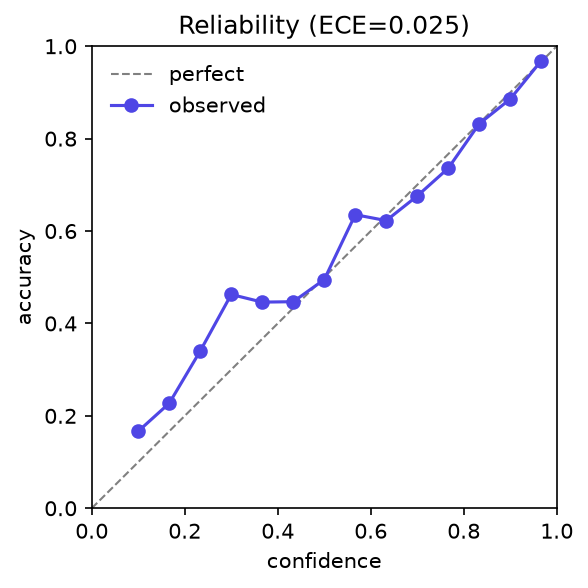 Reliability (ECE=0.025)
1.0
perfect
observed
0.8
0.6
accuracy
0.4
0.2
0.0
0.0 0.2 0.4 0.6 0.8 1.0
confidence